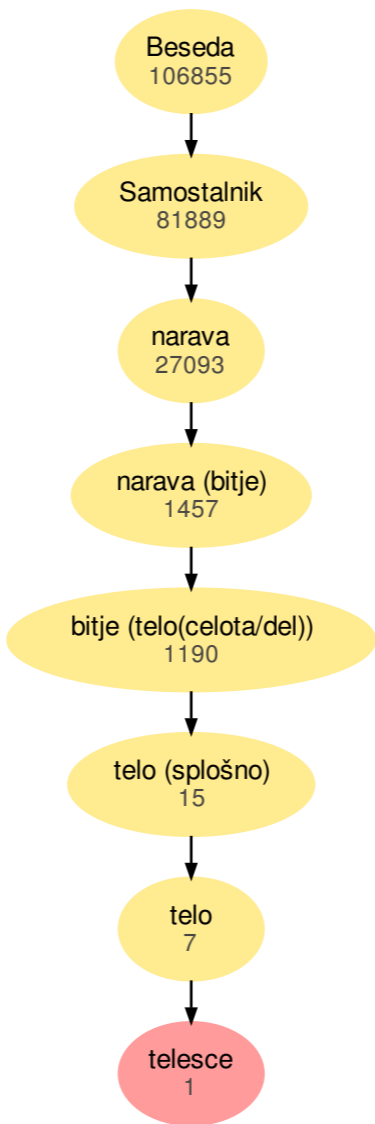 Beseda
106855
Samostalnik
81889
narava
27093
narava (bitje)
1457
bitje (telo(celota/del))
1190
telo (splošno)
15
telo
7
telesce
1